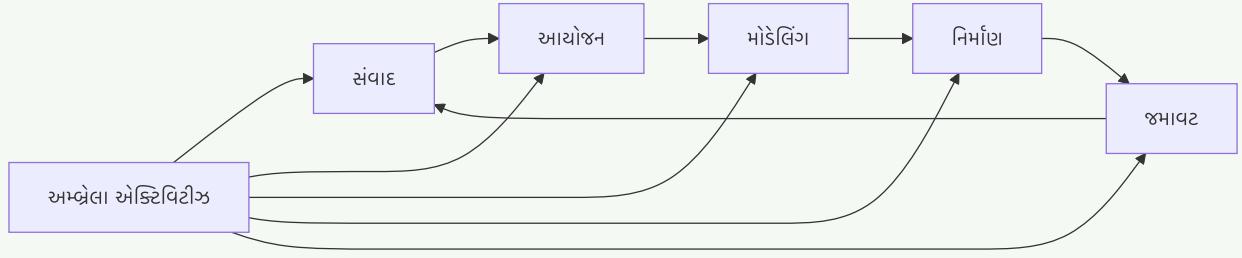 સંવાદ
આયોજન
મોડેલિંગ
નિર્માણ
જમાવટ
અમ્બ્રેલા એક્ટિવિટીઝ